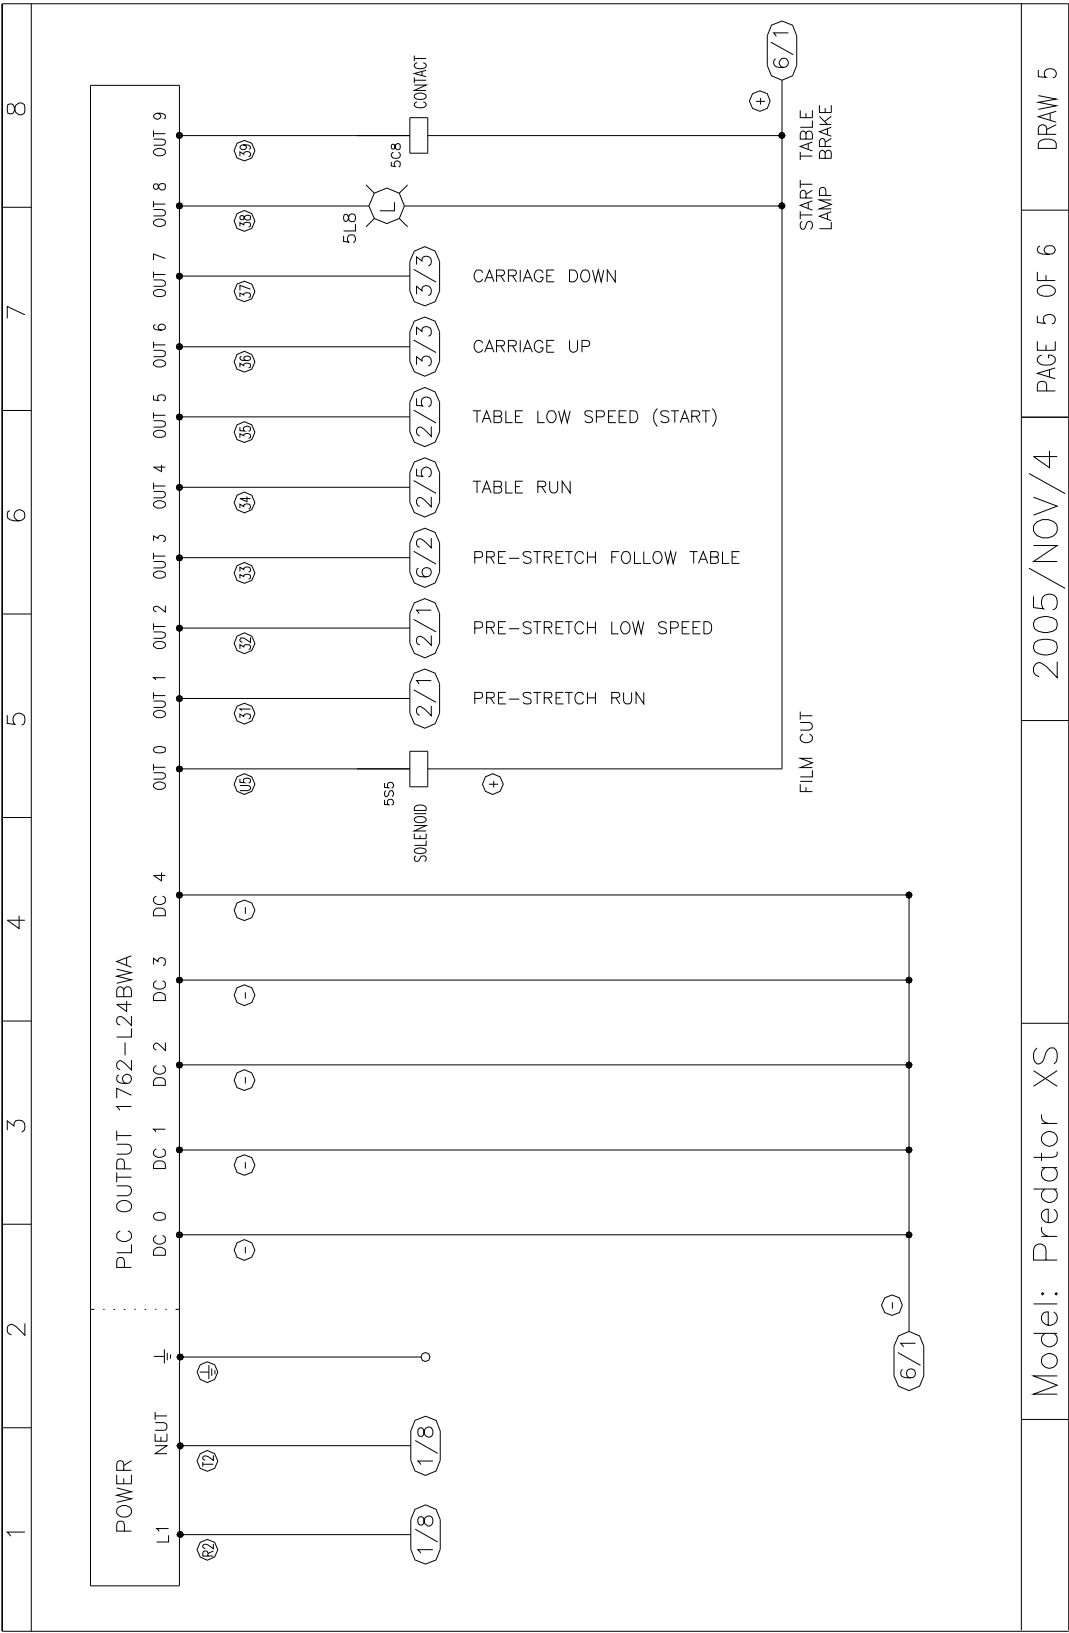 1 2 3 4 5 6 7 8
POWER PLC OUTPUT 1762-L24BWA
L1 NEUT DC 0 DC 1 DC 2 DC 3 DC 4 OUT 0 OUT 1 OUT 2 OUT 3 OUT 4 OUT 5 OUT 6 OUT 7 OUT 8 OUT 9
R2 T2 - - - - - U5 31 32 33 34 35 36 37 38 39
5L8
5S5 5C8
SOLENOID CONTACT
1/8 1/8 2/1 2/1 6/2 2/5 2/5 3/3 3/3 L
+
PRE-STRETCH RUN
PRE-STRETCH LOW SPEED
PRE-STRETCH FOLLOW TABLE
TABLE RUN
TABLE LOW SPEED (START)
CARRIAGE UP
CARRIAGE DOWN
+
6/1
FILM CUT
START LAMP
TABLE BRAKE
-
6/1
Model: Predator XS
2005/NOV/4
PAGE 5 OF 6
DRAW 5